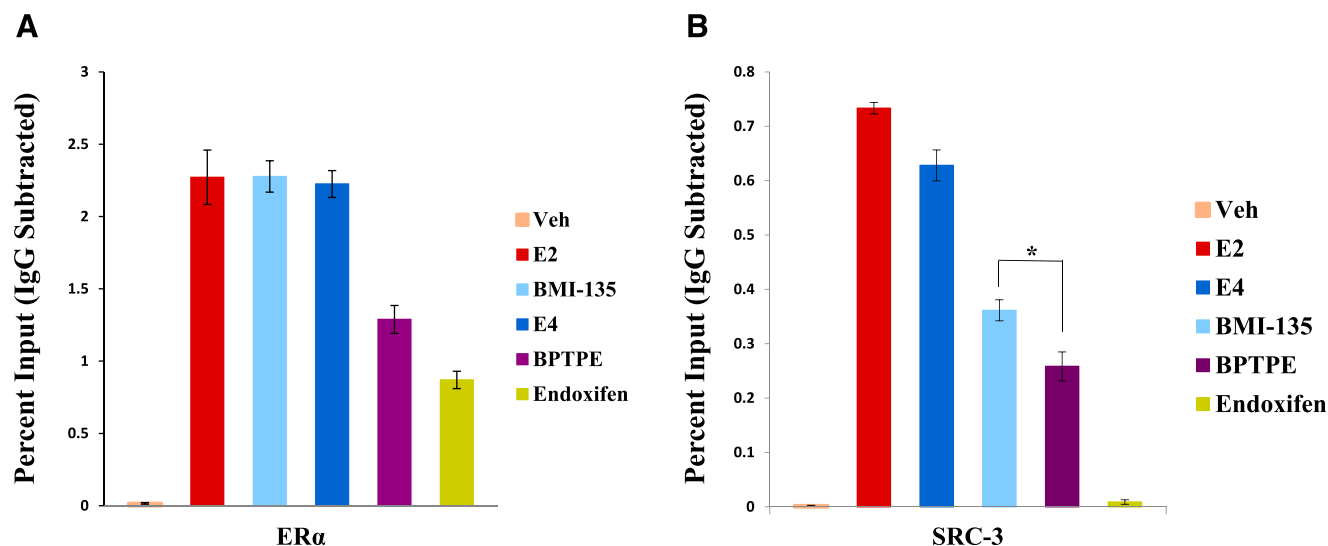 A
Percent Input (IgG Subtracted)
3
2.5
2
1.5
1
0.5
0
ERα
Veh
E2
BMI-135
E4
BPTPE
Endoxifen
B
Percent Input (IgG Subtracted)
0.8
0.7
0.6
0.5
0.4
0.3
0.2
0.1
0
*
SRC-3
Veh
E2
E4
BMI-135
BPTPE
Endoxifen